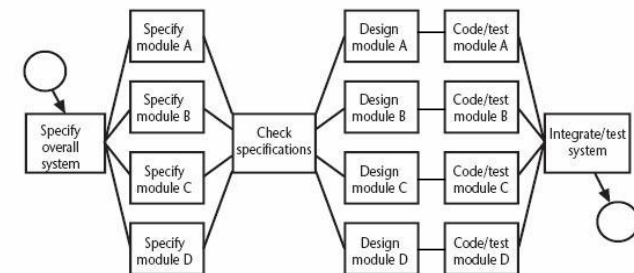 Specify
module A
Design
module A
Code/test
module A
Specify
overall
system
Specify
module B
Check
specifications
Design
module B
Code/test
module B
Integrate/test
system
Specify
module C
Design
module C
Code/test
module C
Specify
module D
Design
module D
Code/test
module D